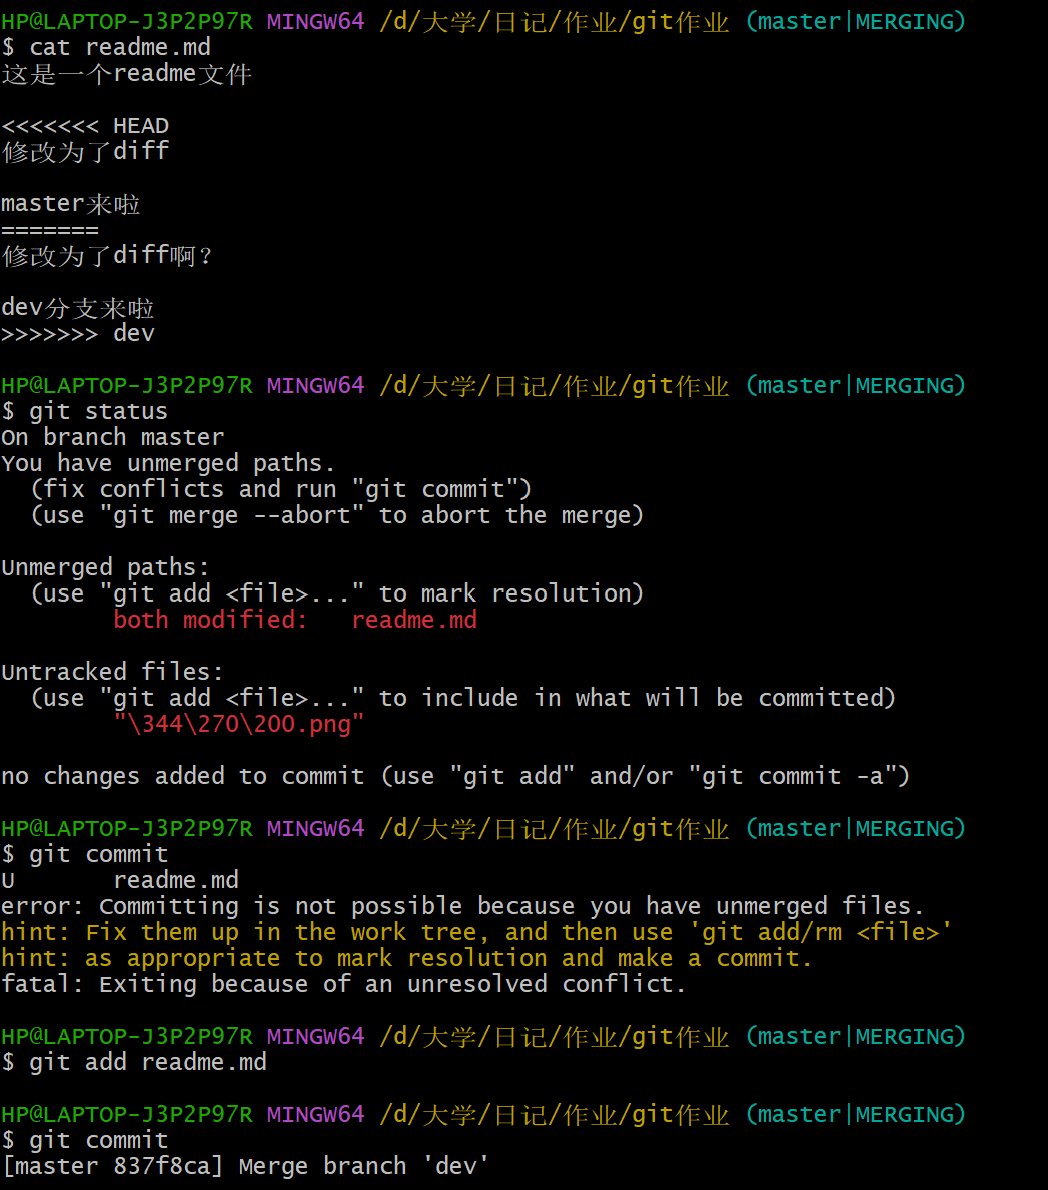 HP@LAPTOP-J3P2P97R MINGW64 /d/大学/日记/作业/git作业 (master|MERGING)
$ cat readme.md
这是一个readme文件
<<<<<<< HEAD
修改为了diff
master来啦
=======
修改为了diff啊？
dev分支来啦
>>>>>>> dev
HP@LAPTOP-J3P2P97R MINGW64 /d/大学/日记/作业/git作业 (master|MERGING)
$ git status
On branch master
You have unmerged paths.
  (fix conflicts and run "git commit")
  (use "git merge --abort" to abort the merge)
Unmerged paths:
  (use "git add <file>..." to mark resolution)
        both modified:   readme.md
Untracked files:
  (use "git add <file>..." to include in what will be committed)
        "\344\270\200.png"
no changes added to commit (use "git add" and/or "git commit -a")
HP@LAPTOP-J3P2P97R MINGW64 /d/大学/日记/作业/git作业 (master|MERGING)
$ git commit
U       readme.md
error: Committing is not possible because you have unmerged files.
hint: Fix them up in the work tree, and then use 'git add/rm <file>'
hint: as appropriate to mark resolution and make a commit.
fatal: Exiting because of an unresolved conflict.
HP@LAPTOP-J3P2P97R MINGW64 /d/大学/日记/作业/git作业 (master|MERGING)
$ git add readme.md
HP@LAPTOP-J3P2P97R MINGW64 /d/大学/日记/作业/git作业 (master|MERGING)
$ git commit
[master 837f8ca] Merge branch 'dev'